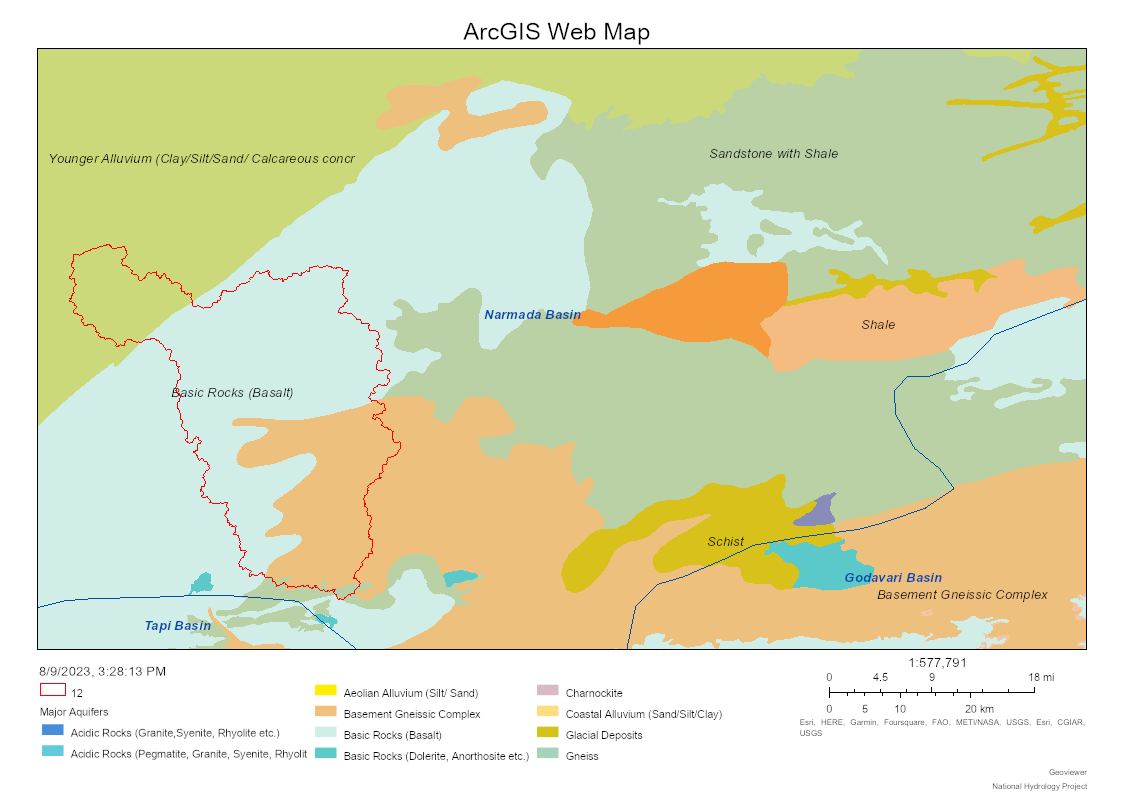 ArcGIS Web Map
Younger Alluvium (Clay/Silt/Sand/ Calcareous concr
Sandstone with Shale
Narmada Basin
Shale
Basic Rocks (Basalt)
Schist
Godavari Basin
Basement Gneissic Complex
Tapi Basin
8/9/2023, 3:28:13 PM
12
Major Aquifers
Acidic Rocks (Granite,Syenite, Rhyolite etc.)
Acidic Rocks (Pegmatite, Granite, Syenite, Rhyolit
Aeolian Alluvium (Silt/ Sand)
Basement Gneissic Complex
Basic Rocks (Basalt)
Basic Rocks (Dolerite, Anorthosite etc.)
Charnockite
Coastal Alluvium (Sand/Silt/Clay)
Glacial Deposits
Gneiss
1:577,791
0 4.5 9 18 mi
0 5 10 20 km
Esri, HERE, Garmin, Foursquare, FAO, METI/NASA, USGS, Esri, CGIAR,
USGS
Geoviewer
National Hydrology Project